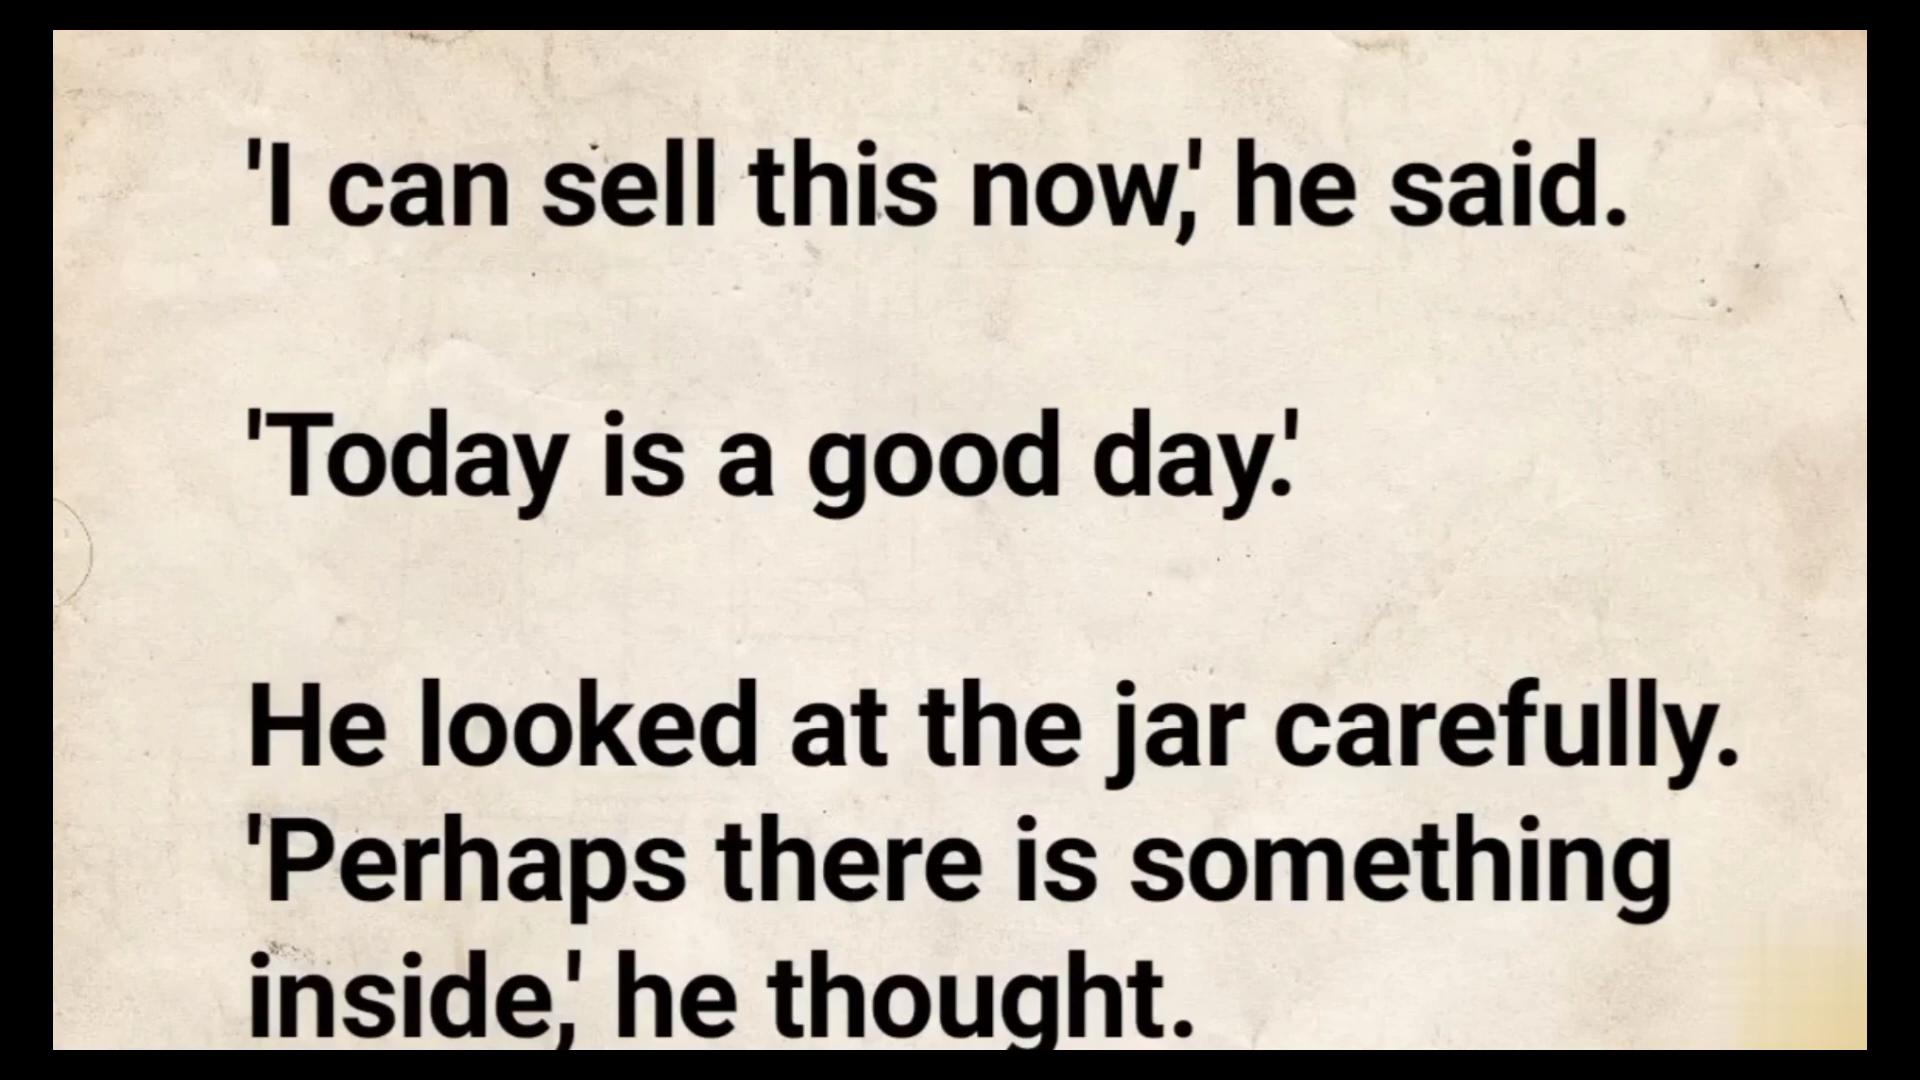 'I can sell this now,' he said.
'Today is a good day.'
He looked at the jar carefully.
'Perhaps there is something
inside,' he thought.